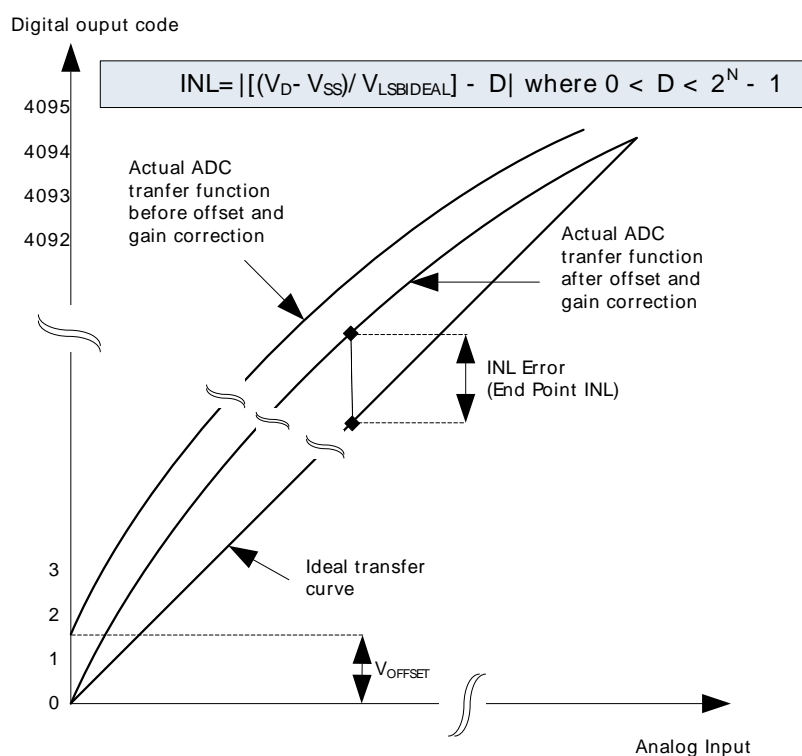 Digital ouput code
INL= |[(VD- VSS)/ VLSBIDEAL] - D| where 0 < D < 2^N - 1
4095
4094
4093
4092
Actual ADC
tranfer function
before offset and
gain correction
Actual ADC
tranfer function
after offset and
gain correction
INL Error
(End Point INL)
3
2
1
0
Ideal transfer
curve
VOFFSET
Analog Input